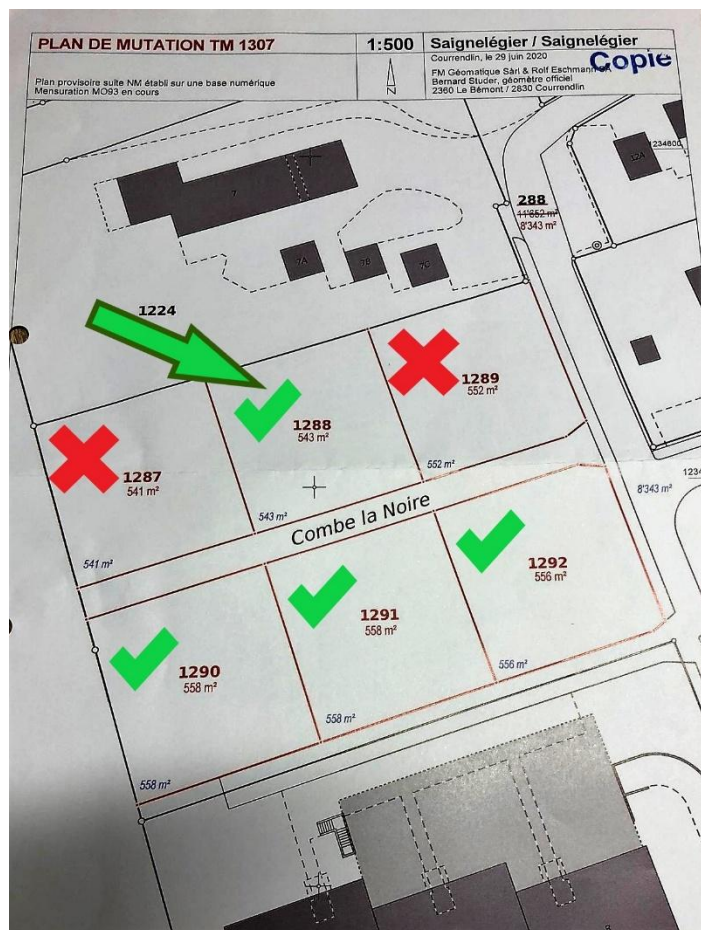 PLAN DE MUTATION TM 1307
1:500
Saignelégier / Saignelégier
Courrendlin, le 29 juin 2020
Copie
Plan provisoire suite NM établi sur une base numérique
Mensuration MO93 en cours
N
FM Géomatique Sàrl & Rolf Eschmann SA
Bernard Studer, géomètre officiel
2360 Le Bémont / 2830 Courrendlin
12A
1234600
7
288
11'652 m²
8'343 m²
7A
7B
7C
1224
1289
552 m²
1288
543 m²
1287
541 m²
552 m²
543 m²
541 m²
Combe la Noire
8'343 m²
1234
1292
556 m²
1291
558 m²
1290
558 m²
556 m²
558 m²
558 m²